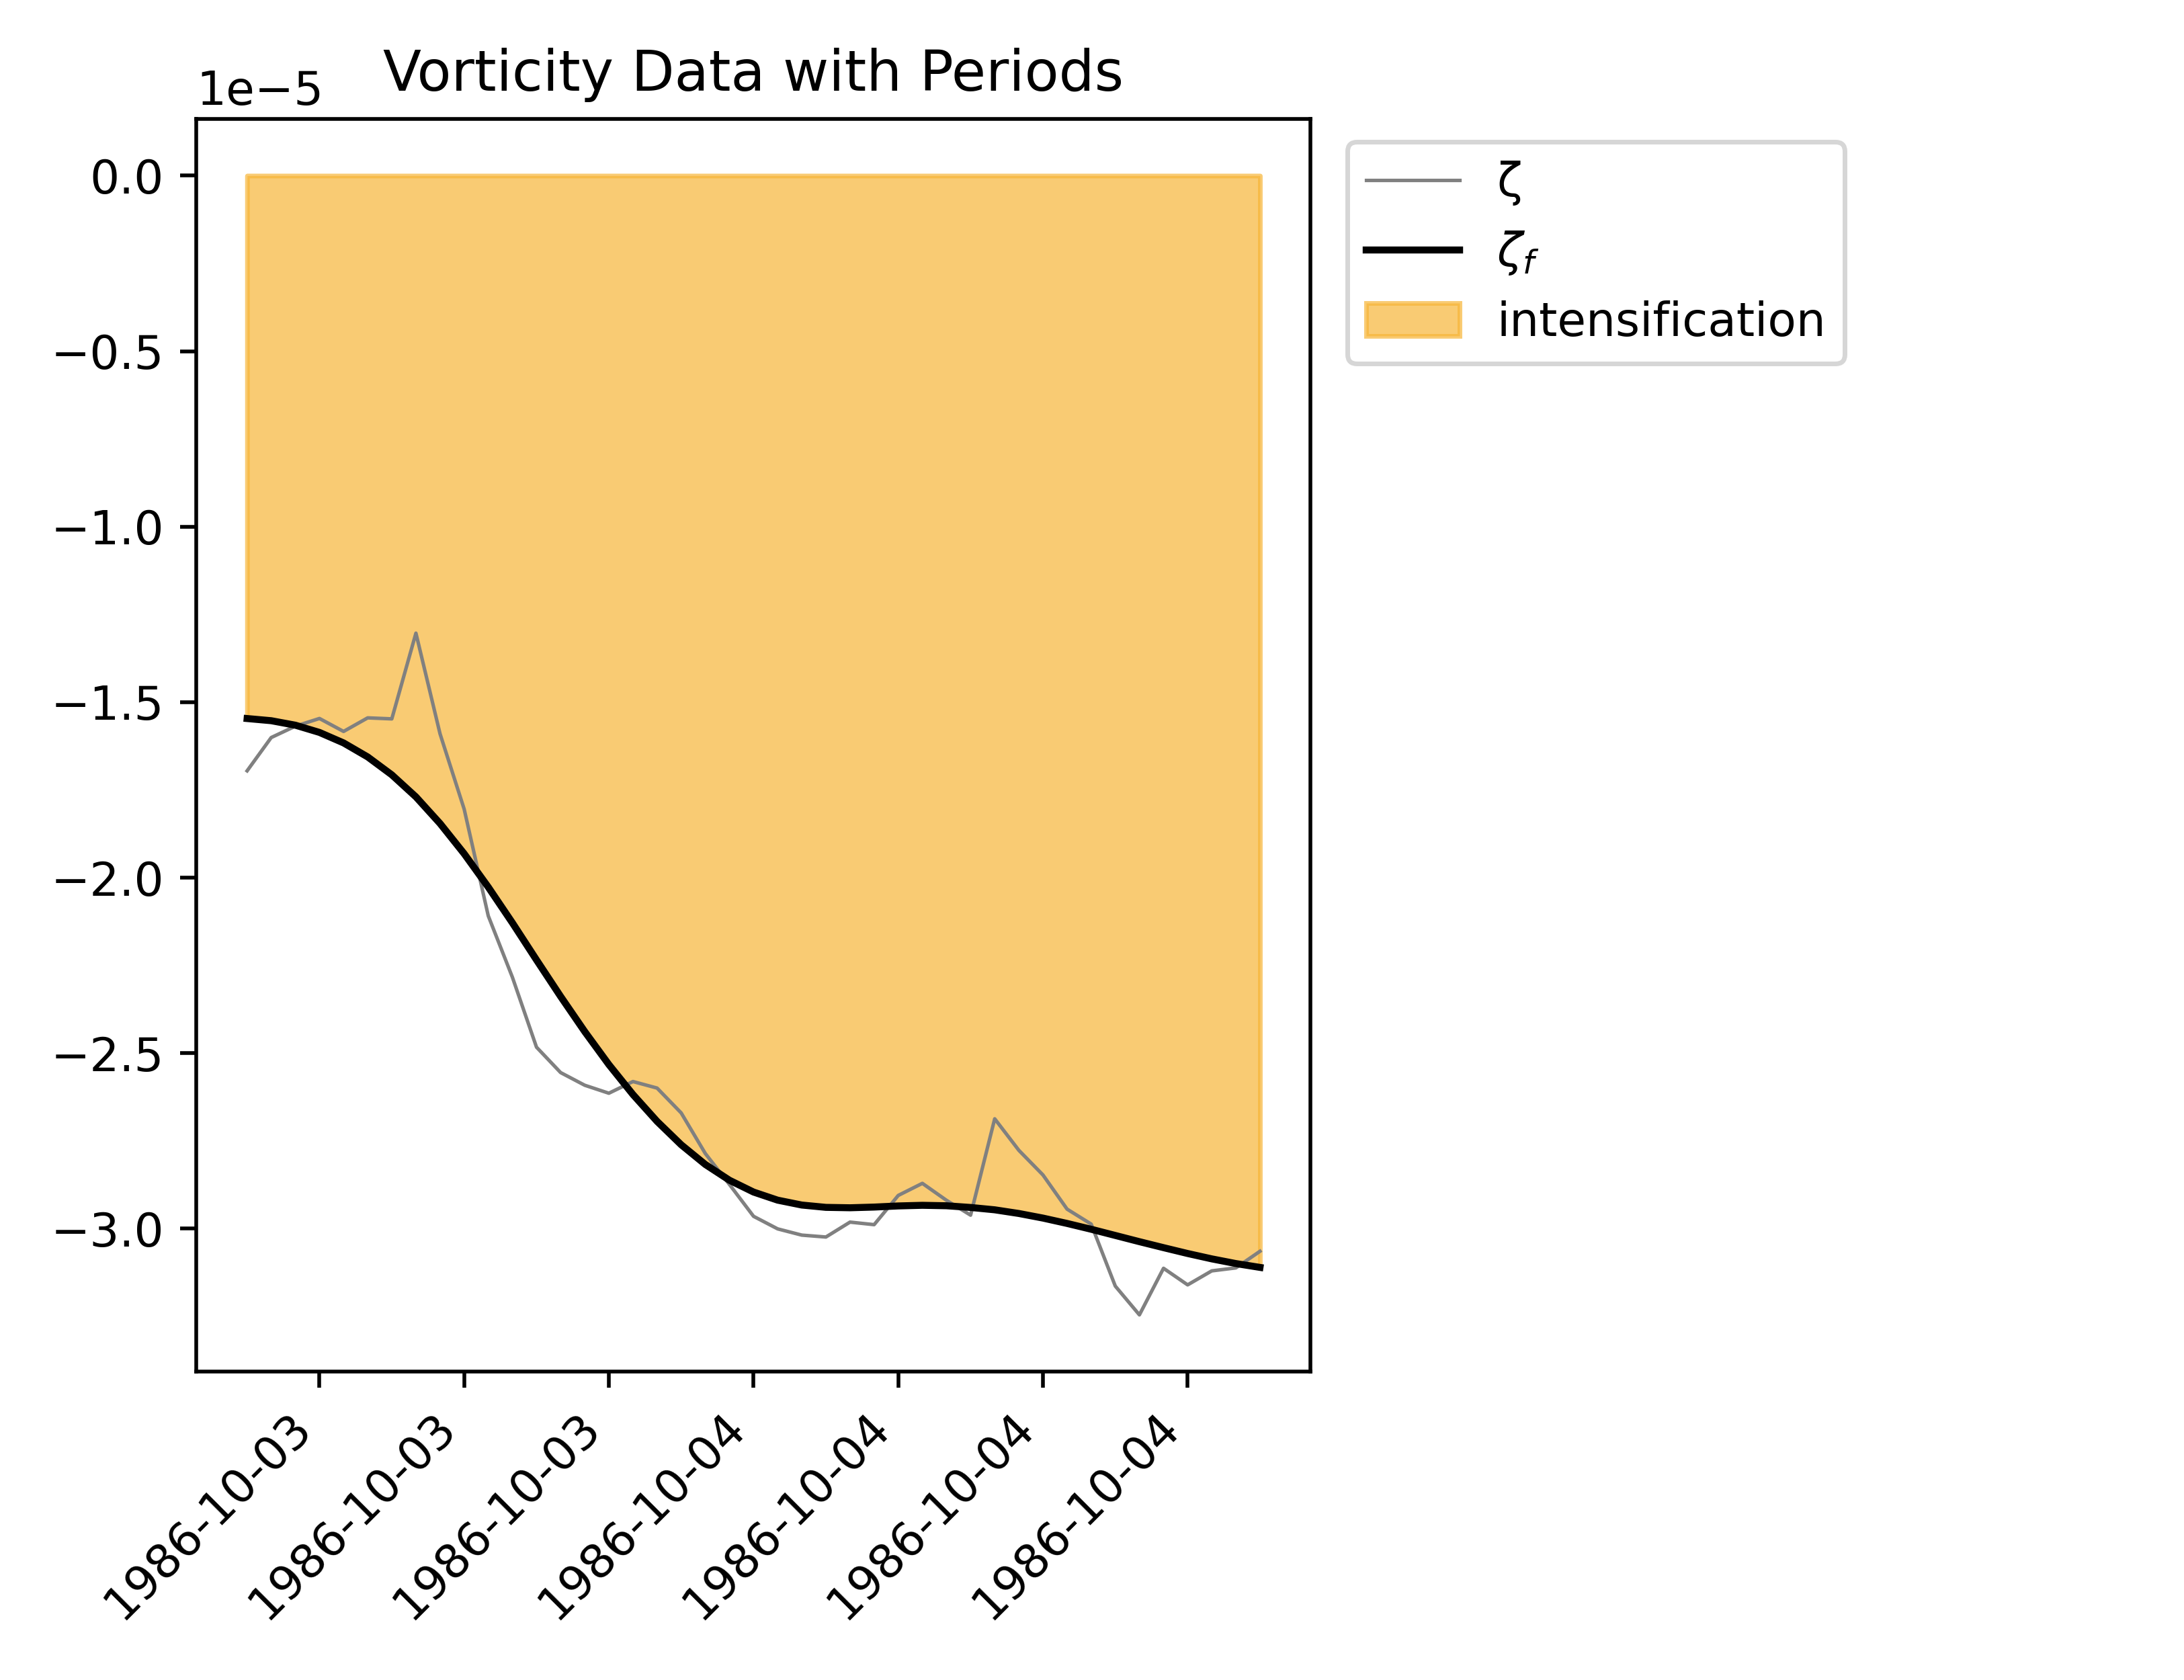 Vorticity Data with Periods
1e−5
0.0
−0.5
−1.0
−1.5
−2.0
−2.5
−3.0
1986-10-03
1986-10-03
1986-10-03
1986-10-04
1986-10-04
1986-10-04
1986-10-04
ζ
ζf
intensification